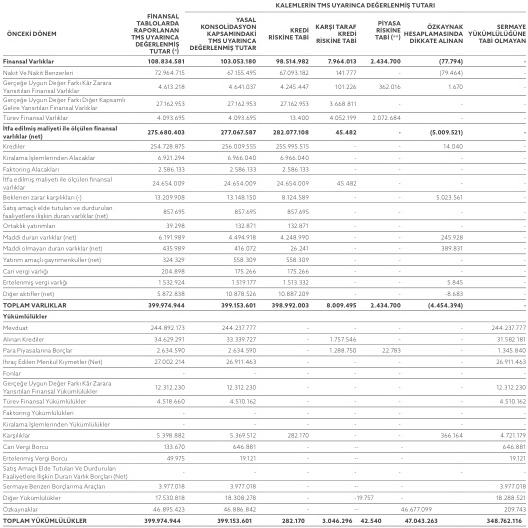 KALEMLERİN TMS UYARINCA DEĞERLENMİŞ TUTARI
ÖNCEKİ DÖNEM | FİNANSAL TABLOLARDA RAPORLANAN TMS UYARINCA DEĞERLENMİŞ TUTAR (*) | YASAL KONSOLİDASYON KAPSAMINDAKİ TMS UYARINCA DEĞERLENMİŞ TUTAR | KREDİ RİSKİNE TABİ | KARŞI TARAF KREDİ RİSKİNE TABİ | PİYASA RİSKİNE TABİ (**) | ÖZKAYNAK HESAPLAMASINDA DİKKATE ALINAN | SERMAYE YÜKÜMLÜLÜĞÜNE TABİ OLMAYAN
Finansal Varlıklar 108.834.581 103.053.180 98.514.982 7.964.013 2.434.700 (77.794) -
Nakit Ve Nakit Benzerleri 72.964.715 67.155.495 67.093.182 141.777 - (79.464) -
Gerçeğe Uygun Değer Farkı Kâr Zarara Yansıtılan Finansal Varlıklar 4.613.218 4.641.037 4.245.447 101.226 362.016 1.670 -
Gerçeğe Uygun Değer Farkı Diğer Kapsamlı Gelire Yansıtılan Finansal Varlıklar 27.162.953 27.162.953 27.162.953 3.668.811 - - -
Türev Finansal Varlıklar 4.093.695 4.093.695 13.400 4.052.199 2.072.684 - -
İtfa edilmiş maliyeti ile ölçülen finansal varlıklar (net) 275.680.403 277.067.587 282.077.108 45.482 - (5.009.521) -
Krediler 254.728.875 256.009.555 255.995.515 - - 14.040 -
Kiralama İşlemlerinden Alacaklar 6.921.294 6.966.040 6.966.040 - - - -
Faktoring Alacakları 2.586.133 2.586.133 2.586.133 - - - -
İtfa edilmiş maliyeti ile ölçülen finansal varlıklar 24.654.009 24.654.009 24.654.009 45.482 - - -
Beklenen zarar karşılıkları (-) 13.209.908 13.148.150 8.124.589 - - 5.023.561 -
Satış amaçlı elde tutulan ve durdurulan faaliyetlere ilişkin duran varlıklar (net) 857.695 857.695 857.695 - - - -
Ortaklık yatırımları 39.298 132.871 132.871 - - - -
Maddi duran varlıklar (net) 6.191.989 4.494.918 4.248.990 - - 245.928 -
Maddi olmayan duran varlıklar (net) 435.989 416.072 26.241 - - 389.831 -
Yatırım amaçlı gayrimenkuller (net) 324.329 558.309 558.309 - - - -
Cari vergi varlığı 204.898 175.266 175.266 - - - -
Ertelenmiş vergi varlığı 1.532.924 1.519.177 1.513.332 - - 5.845 -
Diğer aktifler (net) 5.872.838 10.878.526 10.887.209 - - -8.683 -
TOPLAM VARLIKLAR 399.974.944 399.153.601 398.992.003 8.009.495 2.434.700 (4.454.394) -
Yükümlülükler
Mevduat 244.892.173 244.237.777 - - - - 244.237.777
Alınan Krediler 34.629.291 33.339.727 - 1.757.546 - - 31.582.181
Para Piyasalarına Borçlar 2.634.590 2.634.590 - 1.288.750 22.783 - 1.345.840
İhraç Edilen Menkul Kıymetler (Net) 27.002.214 26.911.463 - - - - 26.911.463
Fonlar - - - - - - -
Gerçeğe Uygun Değer Farkı Kâr Zarara Yansıtılan Finansal Yükümlülükler 12.312.230 12.312.230 - - - - 12.312.230
Türev Finansal Yükümlülükler 4.518.660 4.510.162 - - - - 4.510.162
Faktoring Yükümlülükleri - - - - - - -
Kiralama İşlemlerinden Yükümlülükler - - - - - - -
Karşılıklar 5.398.882 5.369.512 282.170 - - 366.164 4.721.179
Cari Vergi Borcu 133.670 646.881 - -- - - 646.881
Ertelenmiş Vergi Borcu 49.975 19.121 - -- - - 19.121
Satış Amaçlı Elde Tutulan Ve Durdurulan Faaliyetlere İlişkin Duran Varlık Borçları (Net) - - - - - - -
Sermaye Benzeri Borçlanma Araçları 3.977.018 3.977.018 - -- - - 3.977.018
Diğer Yükümlülükler 17.530.818 18.308.278 - -- 19.757 - 18.288.521
Özkaynaklar 46.895.423 46.886.842 - -- - 46.677.099 209.743
TOPLAM YÜKÜMLÜLÜKLER 399.974.944 399.153.601 282.170 3.046.296 42.540 47.043.263 348.762.116